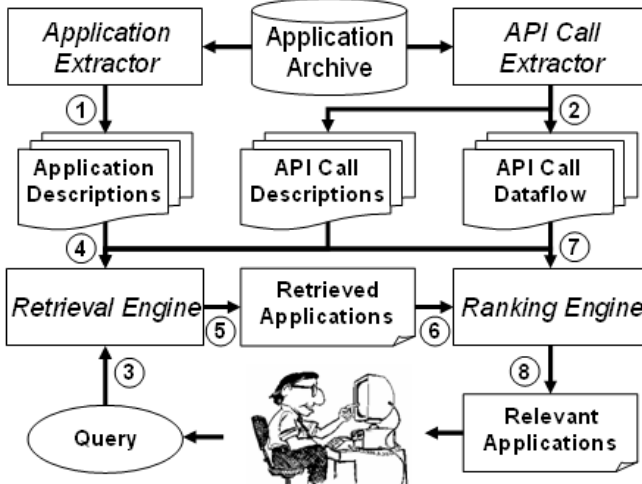 Application
Extractor
Application
Archive
API Call
Extractor
1
2
Application
Descriptions
API Call
Descriptions
API Call
Dataflow
4
7
Retrieval Engine
5
Retrieved
Applications
6
Ranking Engine
3
8
Query
Relevant
Applications